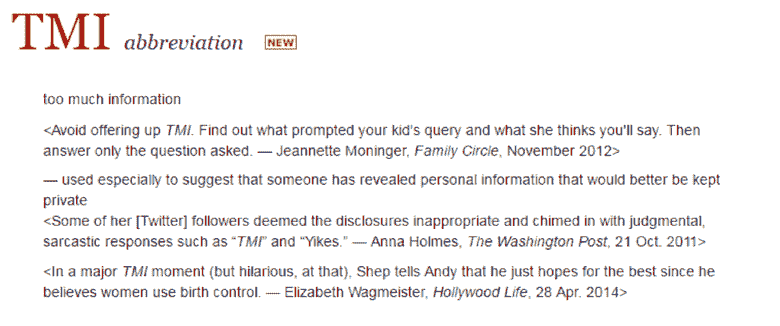 TMI abbreviation NEW
too much information
<Avoid offering up TMI. Find out what prompted your kid's query and what she thinks you'll say. Then
answer only the question asked. — Jeannette Moninger, Family Circle, November 2012>
— used especially to suggest that someone has revealed personal information that would better be kept
private
<Some of her [Twitter] followers deemed the disclosures inappropriate and chimed in with judgmental,
sarcastic responses such as “TMI” and “Yikes.” — Anna Holmes, The Washington Post, 21 Oct. 2011>
<In a major TMI moment (but hilarious, at that), Shep tells Andy that he just hopes for the best since he
believes women use birth control. — Elizabeth Wagmeister, Hollywood Life, 28 Apr. 2014>